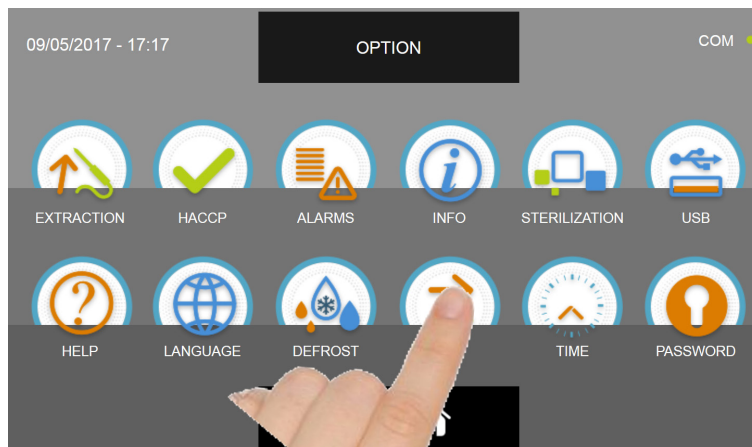 09/05/2017 - 17:17
OPTION
COM
EXTRACTION
HACCP
ALARMS
INFO
STERILIZATION
USB
HELP
LANGUAGE
DEFROST
TIME
PASSWORD